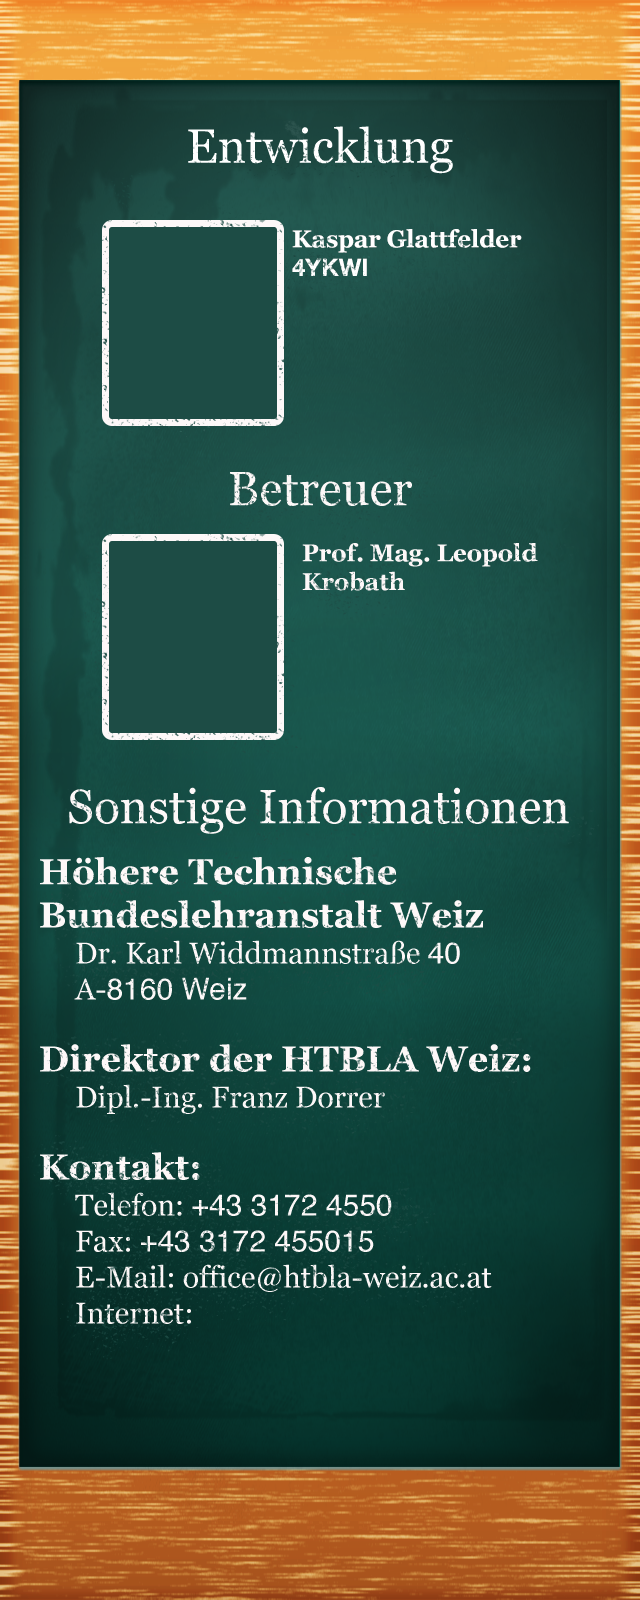 Entwicklung
Kaspar Glattfelder
4YKWI
Betreuer
Prof. Mag. Leopold
Krobath
Sonstige Informationen
Höhere Technische
Bundeslehranstalt Weiz
Dr. Karl Widdmannstraße 40
A-8160 Weiz
Direktor der HTBLA Weiz:
Dipl.-Ing. Franz Dorrer
Kontakt:
Telefon: +43 3172 4550
Fax: +43 3172 455015
E-Mail: office@htbla-weiz.ac.at
Internet: